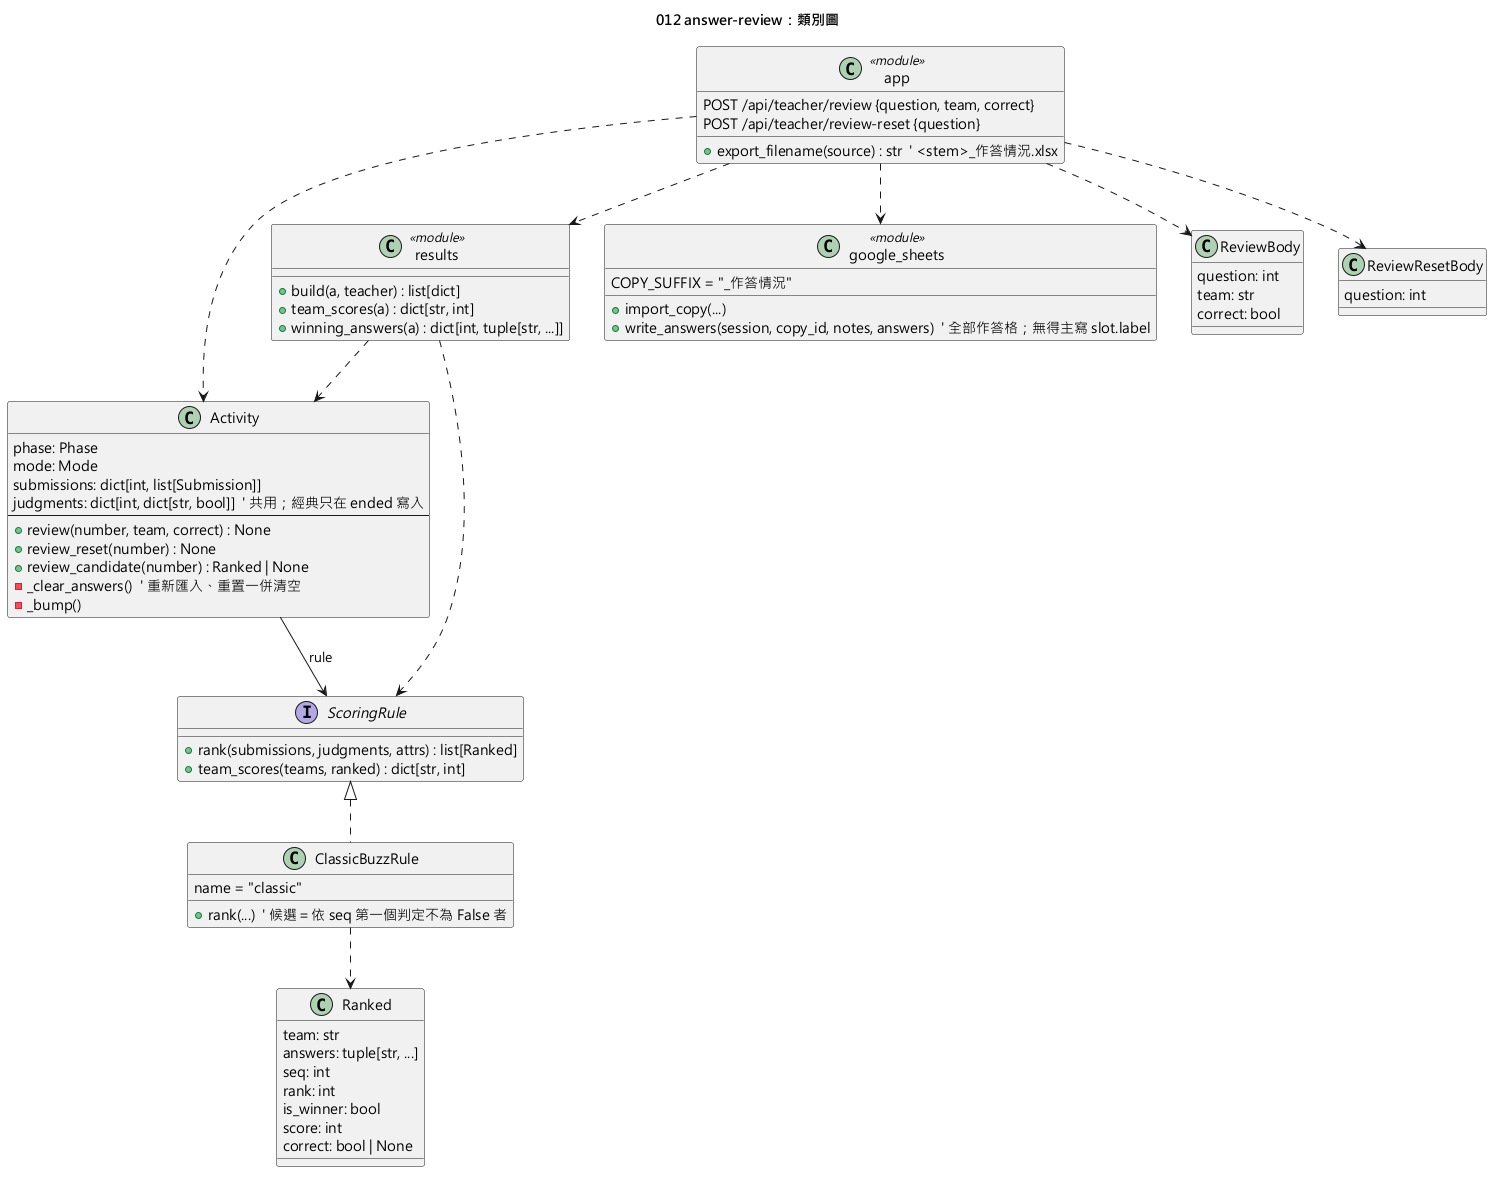 012 answer-review：類別圖
C «module» app
POST /api/teacher/review {question, team, correct}
POST /api/teacher/review-reset {question}
export_filename(source) : str ' <stem>_作答情況.xlsx
C «module» results
build(a, teacher) : list[dict]
team_scores(a) : dict[str, int]
winning_answers(a) : dict[int, tuple[str, ...]]
C «module» google_sheets
COPY_SUFFIX = "_作答情況"
import_copy(...)
write_answers(session, copy_id, notes, answers) ' 全部作答格；無得主寫 slot.label
C ReviewBody
question: int
team: str
correct: bool
C ReviewResetBody
question: int
C Activity
phase: Phase
mode: Mode
submissions: dict[int, list[Submission]]
judgments: dict[int, dict[str, bool]] ' 共用；經典只在 ended 寫入
review(number, team, correct) : None
review_reset(number) : None
review_candidate(number) : Ranked | None
_clear_answers() ' 重新匯入、重置一併清空
_bump()
rule
I ScoringRule
rank(submissions, judgments, attrs) : list[Ranked]
team_scores(teams, ranked) : dict[str, int]
C ClassicBuzzRule
name = "classic"
rank(...) ' 候選＝依 seq 第一個判定不為 False 者
C Ranked
team: str
answers: tuple[str, ...]
seq: int
rank: int
is_winner: bool
score: int
correct: bool | None